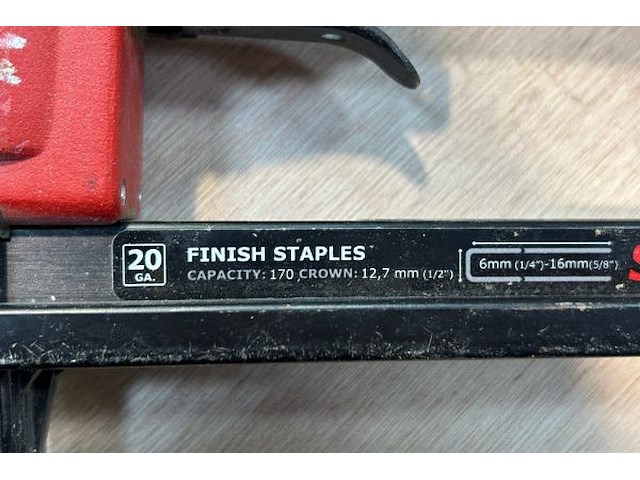 20
GA.
FINISH STAPLES
CAPACITY: 170 CROWN: 12,7 mm (1/2")
6mm (1/4")-16mm(5/8")